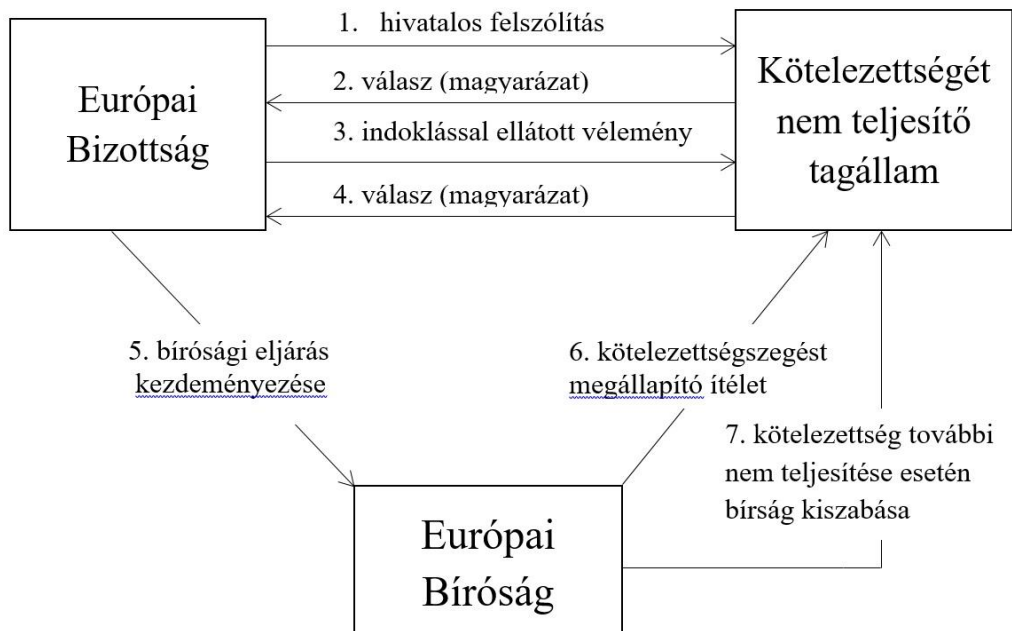 Európai
Bizottság
1. hivatalos felszólítás
2. válasz (magyarázat)
3. indoklással ellátott vélemény
4. válasz (magyarázat)
Kötelezettségét
nem teljesítő
tagállam
5. bírósági eljárás
kezdeményezése
6. kötelezettségszegést
megállapító ítélet
7. kötelezettség további
nem teljesítése esetén
bírság kiszabása
Európai
Bíróság